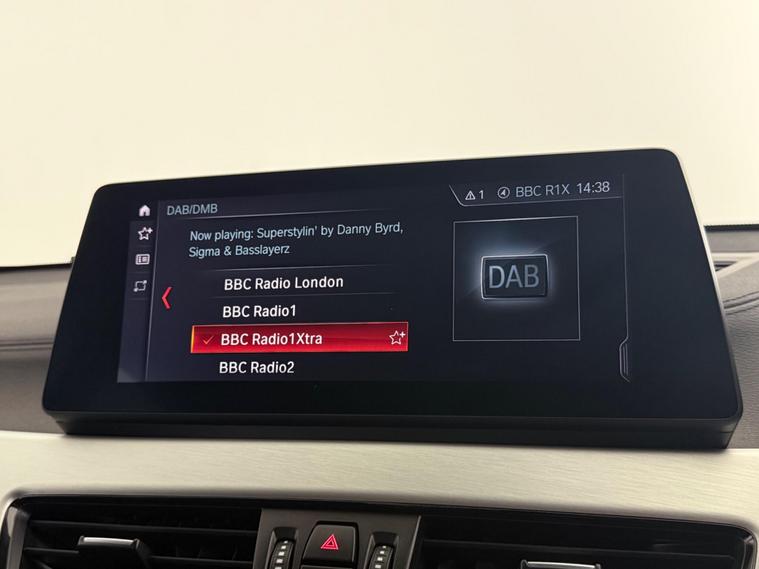 DAB/DMB
1 BBC R1X 14:38
Now playing: Superstylin' by Danny Byrd,
Sigma & Basslayerz
DAB
BBC Radio London
BBC Radio1
BBC Radio1Xtra
BBC Radio2